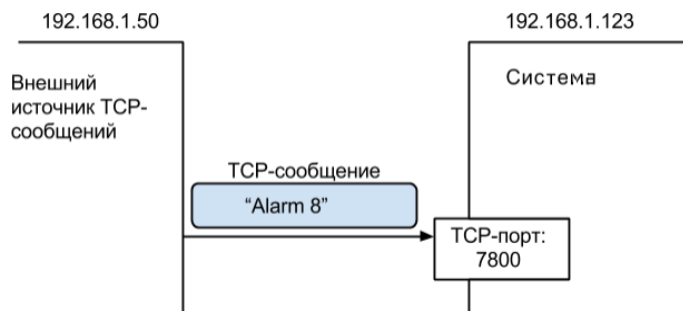 192.168.1.50
192.168.1.123
Внешний
источник TCP-
сообщений
Система
TCP-сообщение
“Alarm 8”
TCP-порт:
7800